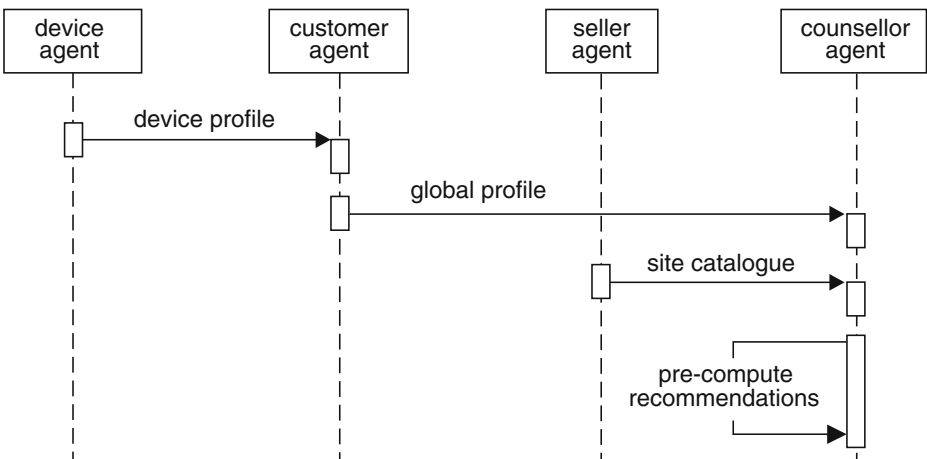 device
agent
customer
agent
seller
agent
counsellor
agent
device profile
global profile
site catalogue
pre-compute
recommendations